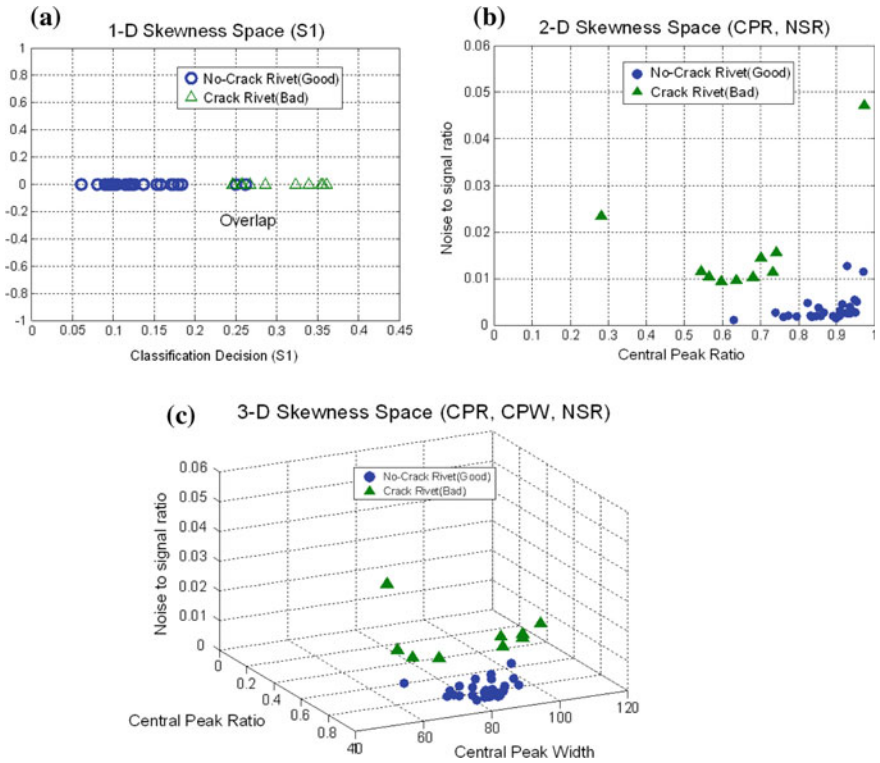 (a)
1-D Skewness Space (S1)
No-Crack Rivet(Good)
Crack Rivet(Bad)
1
0.8
0.6
0.4
0.2
0
-0.2
-0.4
-0.6
-0.8
-1
Overlap
0 0.05 0.1 0.15 0.2 0.25 0.3 0.35 0.4 0.45
Classification Decision (S1)
(b)
2-D Skewness Space (CPR, NSR)
No-Crack Rivet(Good)
Crack Rivet(Bad)
Noise to signal ratio
0.06
0.05
0.04
0.03
0.02
0.01
0
0 0.1 0.2 0.3 0.4 0.5 0.6 0.7 0.8 0.9 1
Central Peak Ratio
(c)
3-D Skewness Space (CPR, CPW, NSR)
No-Crack Rivet(Good)
Crack Rivet(Bad)
Noise to signal ratio
0.06
0.05
0.04
0.03
0.02
0.01
0
0
0.2
0.4
0.6
0.8
1
Central Peak Ratio
40
60
80
100
120
Central Peak Width